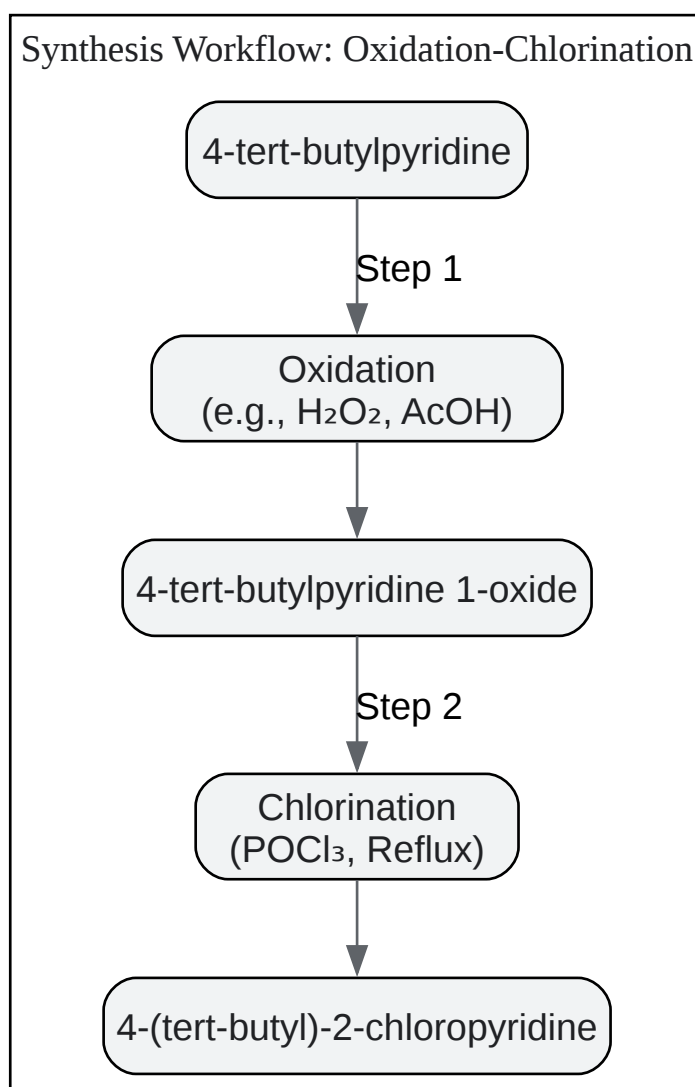 Synthesis Workflow: Oxidation-Chlorination
4-tert-butylpyridine
Step 1
Oxidation
(e.g., H₂O₂, AcOH)
4-tert-butylpyridine 1-oxide
Step 2
Chlorination
(POCl₃, Reflux)
4-(tert-butyl)-2-chloropyridine